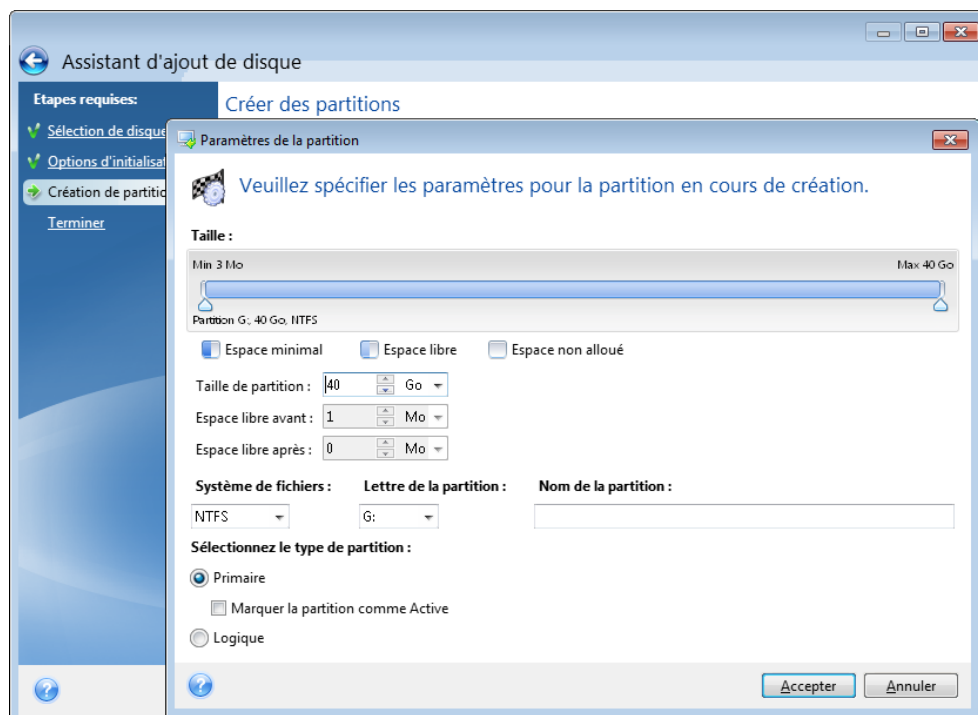 Assistant d'ajout de disque
Etapes requises:
Créer des partitions
Sélection de disque
Options d'initialisat
Création de partitio
Terminer
Paramètres de la partition
Veuillez spécifier les paramètres pour la partition en cours de création.
Taille :
Min 3 Mo Max 40 Go
Partition G:, 40 Go, NTFS
Espace minimal Espace libre Espace non alloué
Taille de partition : 40 Go
Espace libre avant : 1 Mo
Espace libre après : 0 Mo
Système de fichiers : Lettre de la partition : Nom de la partition :
NTFS G:
Sélectionnez le type de partition :
Primaire
Marquer la partition comme Active
Logique
Accepter Annuler